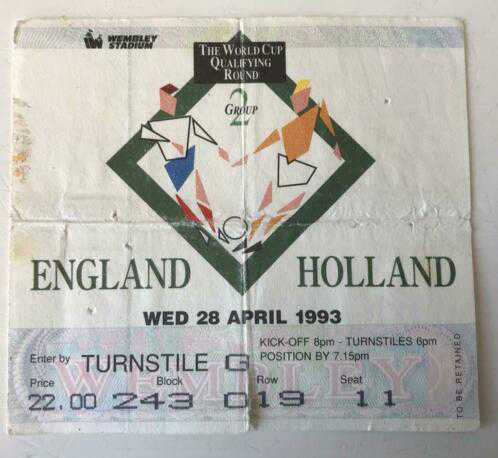 WEMBLEY
STADIUM
THE WORLD CUP
QUALIFYING
ROUND
GROUP
2
ENGLAND HOLLAND
WED 28 APRIL 1993
KICK-OFF 8pm - TURNSTILES 6pm
POSITION BY 7.15pm
Enter by TURNSTILE G
Price Block Row Seat
22.00 243 019 11
WEMBLEY
TO BE RETAINED